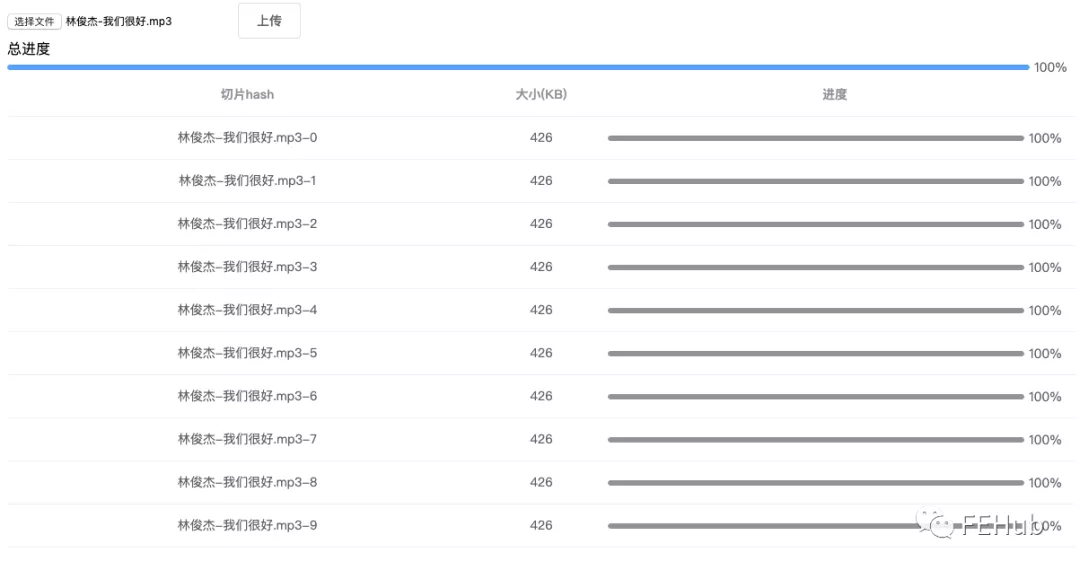 选择文件 林俊杰-我们很好.mp3 上传
总进度
100%
切片hash 大小(KB) 进度
林俊杰-我们很好.mp3-0 426 100%
林俊杰-我们很好.mp3-1 426 100%
林俊杰-我们很好.mp3-2 426 100%
林俊杰-我们很好.mp3-3 426 100%
林俊杰-我们很好.mp3-4 426 100%
林俊杰-我们很好.mp3-5 426 100%
林俊杰-我们很好.mp3-6 426 100%
林俊杰-我们很好.mp3-7 426 100%
林俊杰-我们很好.mp3-8 426 100%
林俊杰-我们很好.mp3-9 426
FEHub